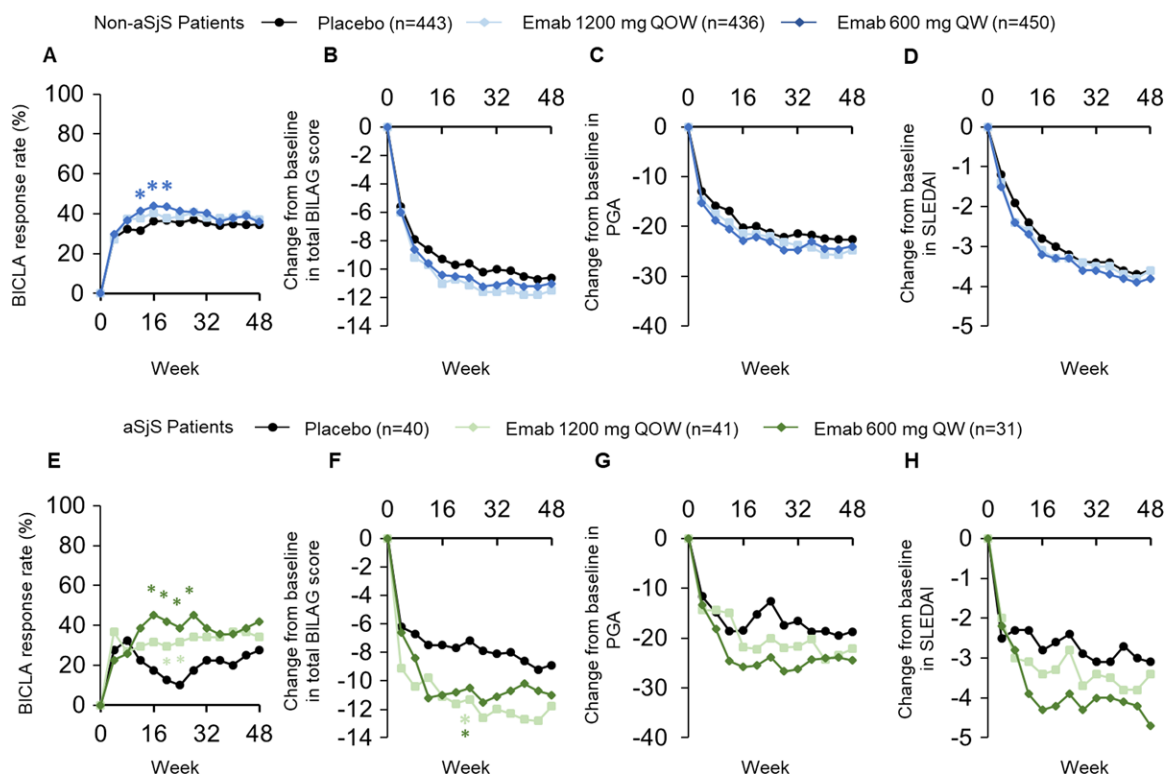 Non-aSjS Patients Placebo (n=443) Emab 1200 mg QOW (n=436) Emab 600 mg QW (n=450)
A
BICLA response rate (%)
100
80
60
40
20
0
* * *
0 16 32 48
Week
B
Change from baseline
in total BILAG score
0 16 32 48
0
-2
-4
-6
-8
-10
-12
-14
Week
C
Change from baseline in
PGA
0 16 32 48
0
-10
-20
-30
-40
Week
D
Change from baseline
in SLEDAI
0 16 32 48
0
-1
-2
-3
-4
-5
Week
aSjS Patients Placebo (n=40) Emab 1200 mg QOW (n=41) Emab 600 mg QW (n=31)
E
BICLA response rate (%)
100
80
60
40
20
0
* * * *
* *
0 16 32 48
Week
F
Change from baseline
in total BILAG score
0 16 32 48
0
-2
-4
-6
-8
-10
-12
-14
*
*
Week
G
Change from baseline in
PGA
0 16 32 48
0
-10
-20
-30
-40
Week
H
Change from baseline
in SLEDAI
0 16 32 48
0
-1
-2
-3
-4
-5
Week